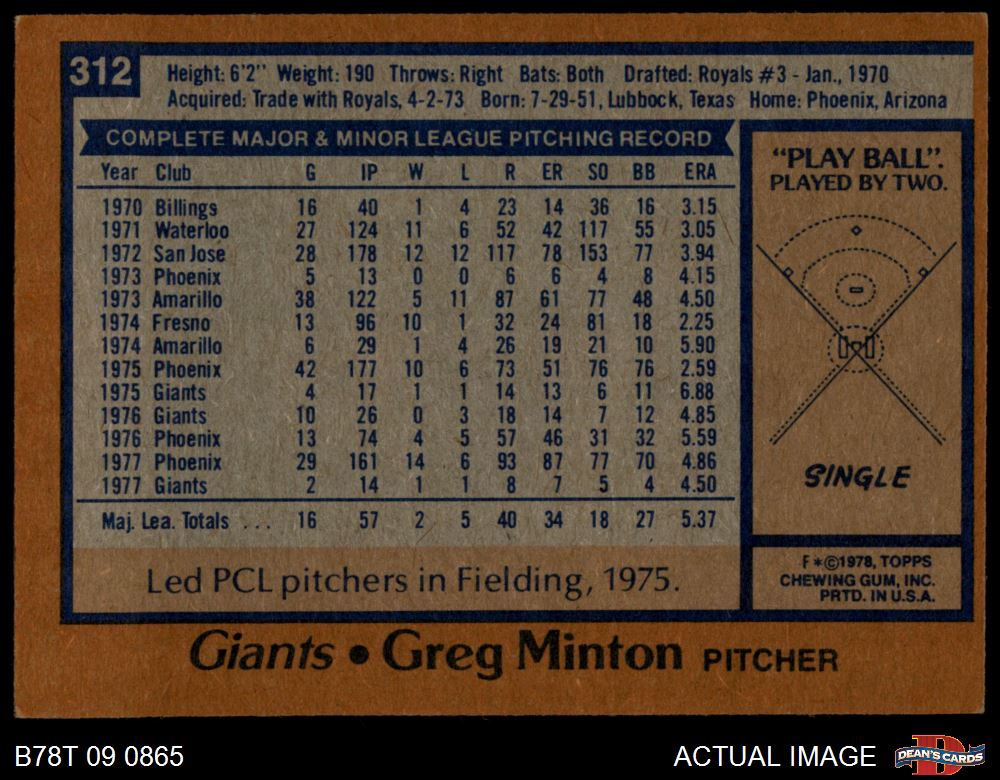 312
Height: 6'2" Weight: 190 Throws: Right Bats: Both Drafted: Royals #3 - Jan., 1970
Acquired: Trade with Royals, 4-2-73 Born: 7-29-51, Lubbock, Texas Home: Phoenix, Arizona
COMPLETE MAJOR & MINOR LEAGUE PITCHING RECORD
Year Club G IP W L R ER SO BB ERA
1970 Billings 16 40 1 4 23 14 36 16 3.15
1971 Waterloo 27 124 11 6 52 42 117 55 3.05
1972 San Jose 28 178 12 12 117 78 153 77 3.94
1973 Phoenix 5 13 0 0 6 6 4 8 4.15
1973 Amarillo 38 122 5 11 87 61 77 48 4.50
1974 Fresno 13 96 10 1 32 24 81 18 2.25
1974 Amarillo 6 29 1 4 26 19 21 10 5.90
1975 Phoenix 42 177 10 6 73 51 76 76 2.59
1975 Giants 4 17 1 1 14 13 6 11 6.88
1976 Giants 10 26 0 3 18 14 7 12 4.85
1976 Phoenix 13 74 4 5 57 46 31 32 5.59
1977 Phoenix 29 161 14 6 93 87 77 70 4.86
1977 Giants 2 14 1 1 8 7 5 4 4.50
Maj. Lea. Totals ... 16 57 2 5 40 34 18 27 5.37
Led PCL pitchers in Fielding, 1975.
"PLAY BALL".
PLAYED BY TWO.
SINGLE
F*©1978, TOPPS
CHEWING GUM, INC.
PRTD. IN U.S.A.
Giants • Greg Minton PITCHER
B78T 09 0865
ACTUAL IMAGE
D
DEAN'S CARDS